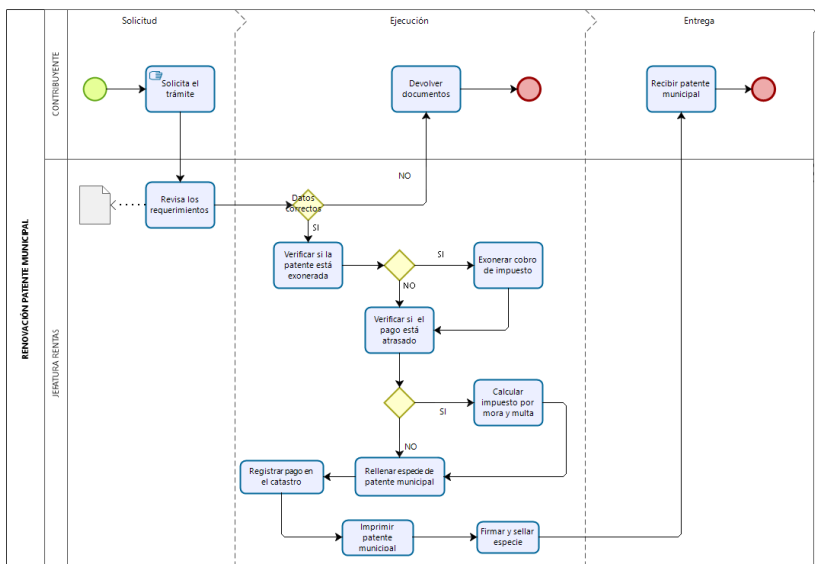 Solicitud
Ejecución
Entrega
RENOVACIÓN PATENTE MUNICIPAL
CONTRIBUYENTE
Solicita el
trámite
Devolver
documentos
Recibir patente
municipal
JEFATURA RENTAS
Revisa los
requerimientos
Datos
correctos
NO
SI
Verificar si la
patente está
exonerada
SI
Exonerar cobro
de impuesto
NO
Verificar si el
pago está
atrasado
SI
Calcular
impuesto por
mora y multa
NO
Registrar pago en
el catastro
Rellenar espede de
patente municipal
Imprimir
patente
municipal
Firmar y sellar
especie